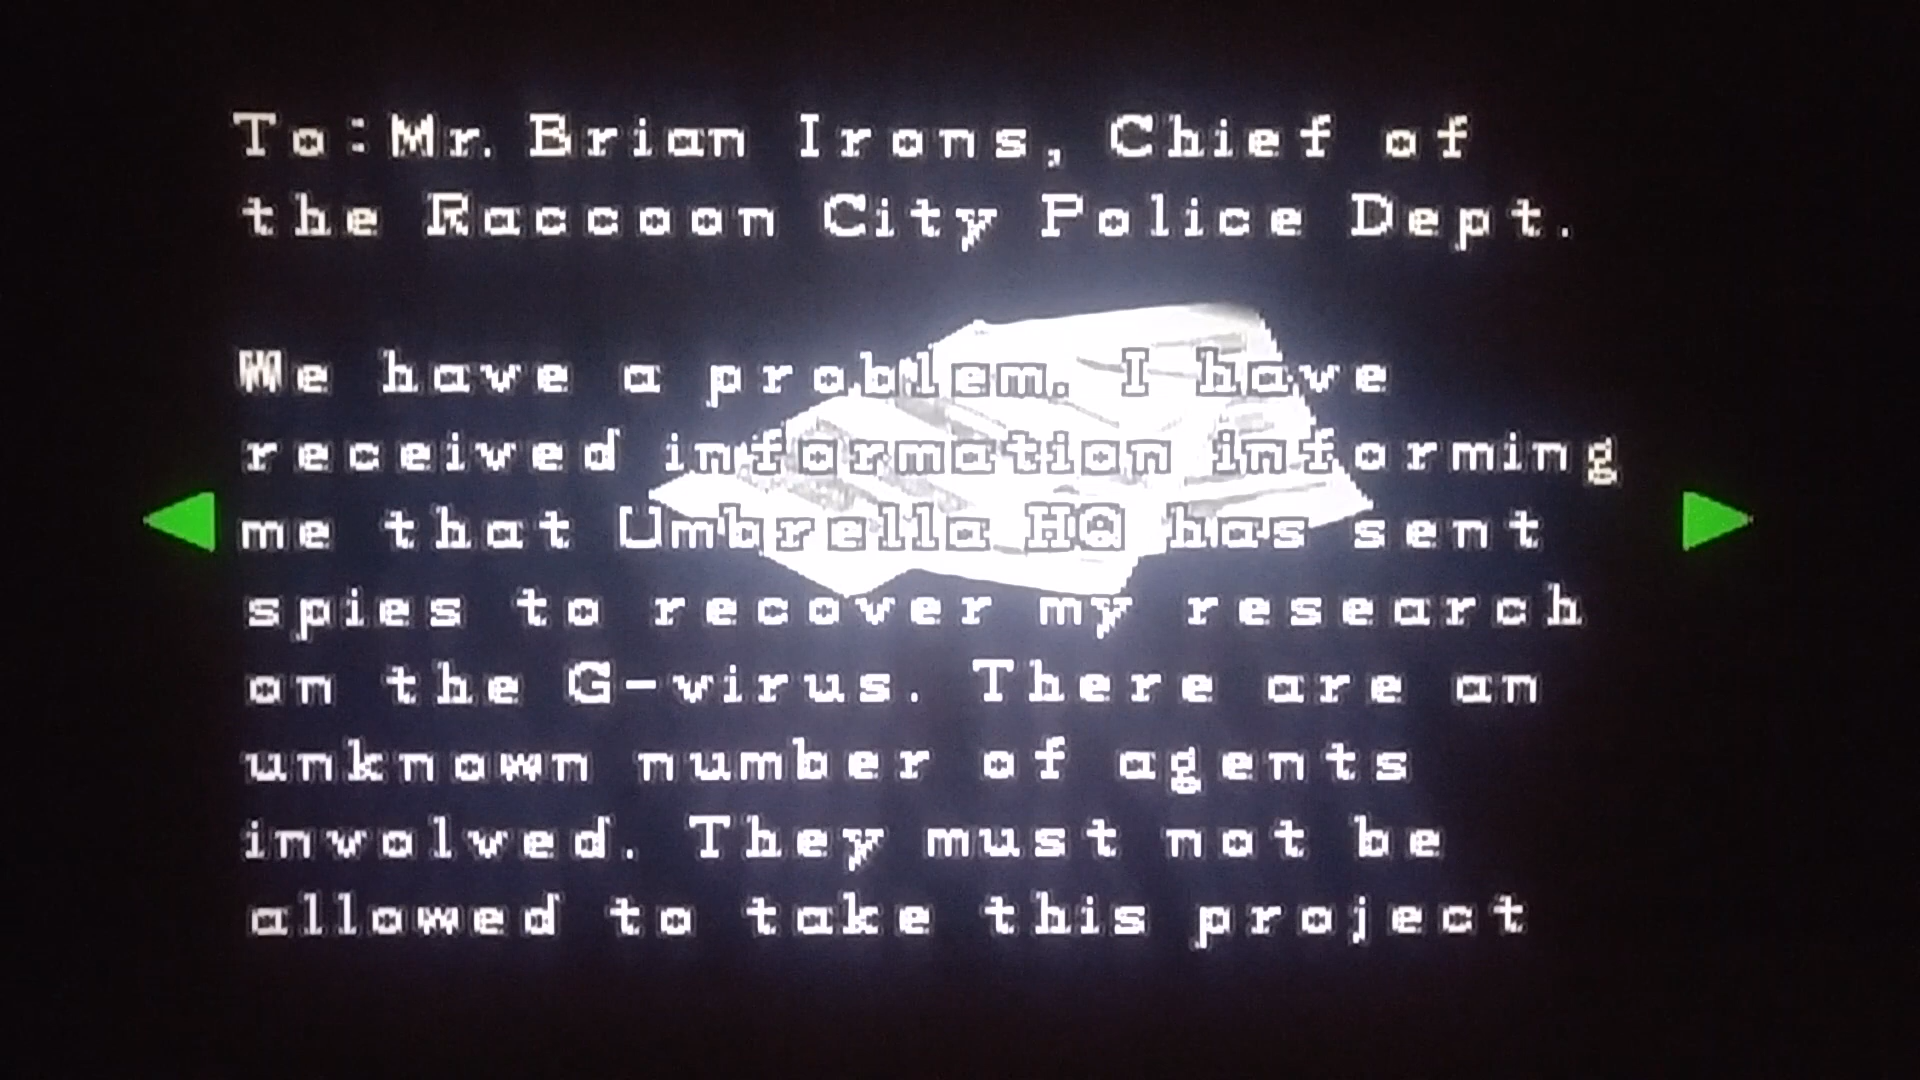 To:Mr. Brian Irons, Chief of
the Raccoon City Police Dept.
We have a problem. I have
received information informing
me that Umbrella HQ has sent
spies to recover my research
on the G-virus. There are an
unknown number of agents
involved. They must not be
allowed to take this project